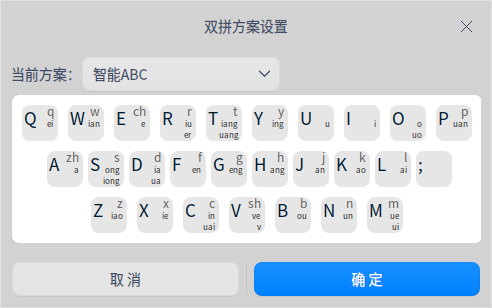 双拼方案设置
当前方案： 智能ABC
Q q ei W w ian E ch e R r iu er T t iang uang Y y ing U u I i O o uo P p uan
A zh a S s ong iong D d ia ua F f en G g eng H h ang J j an K k ao L l ai ;
Z z iao X x ie C c in uai V sh ve v B b ou N n un M m ue ui
取消 确定